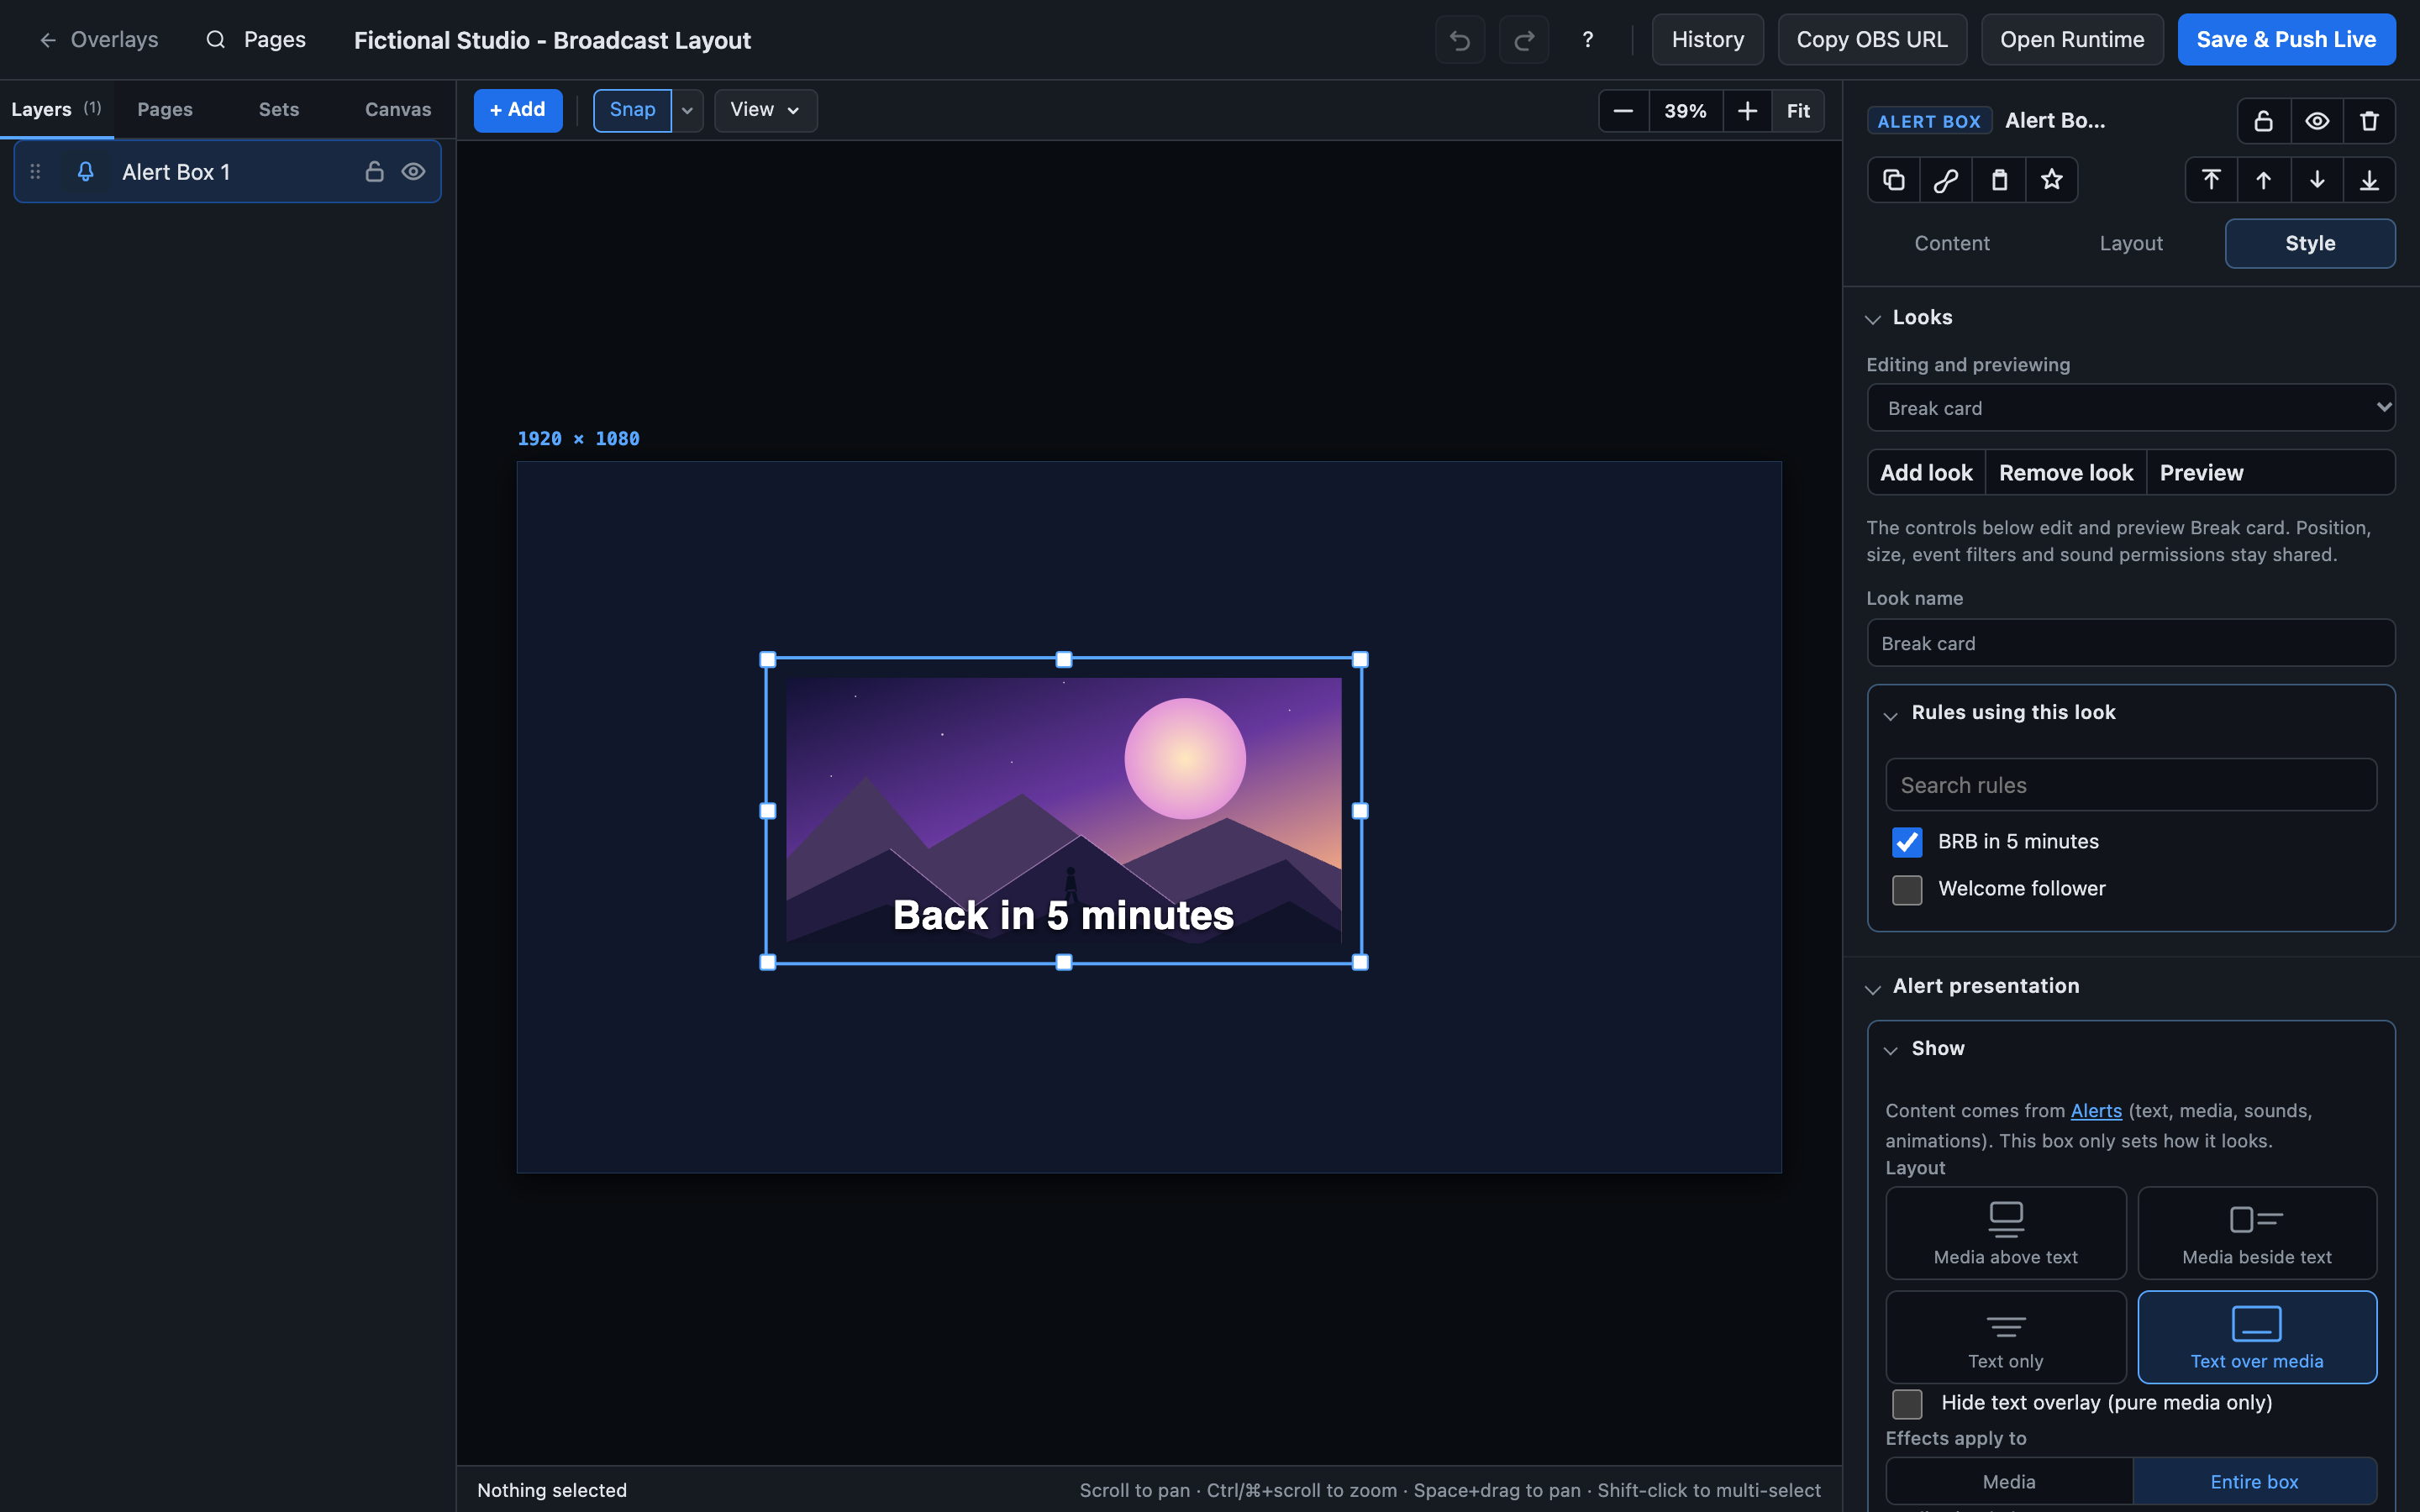 Overlays
Pages
Fictional Studio - Broadcast Layout
?
History
Copy OBS URL
Open Runtime
Save & Push Live
Layers (1)
Pages
Sets
Canvas
+ Add
Snap
View
39%
Fit
Alert Box 1
1920 × 1080
Back in 5 minutes
Nothing selected
Scroll to pan · Ctrl/⌘+scroll to zoom · Space+drag to pan · Shift-click to multi-select
ALERT BOX
Alert Bo...
Content
Layout
Style
Looks
Editing and previewing
Break card
Add look
Remove look
Preview
The controls below edit and preview Break card. Position,
size, event filters and sound permissions stay shared.
Look name
Break card
Rules using this look
Search rules
BRB in 5 minutes
Welcome follower
Alert presentation
Show
Content comes from Alerts (text, media, sounds,
animations). This box only sets how it looks.
Layout
Media above text
Media beside text
Text only
Text over media
Hide text overlay (pure media only)
Effects apply to
Media
Entire box